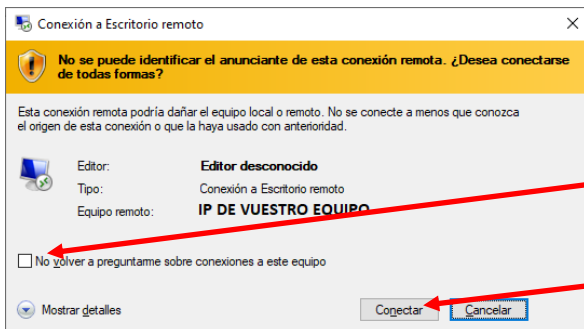 Conexión a Escritorio remoto
No se puede identificar el anunciante de esta conexión remota. ¿Desea conectarse
de todas formas?
Esta conexión remota podría dañar el equipo local o remoto. No se conecte a menos que conozca
el origen de esta conexión o que la haya usado con anterioridad.
Editor: Editor desconocido
Tipo: Conexión a Escritorio remoto
Equipo remoto: IP DE VUESTRO EQUIPO
No volver a preguntarme sobre conexiones a este equipo
Mostrar detalles Conectar Cancelar